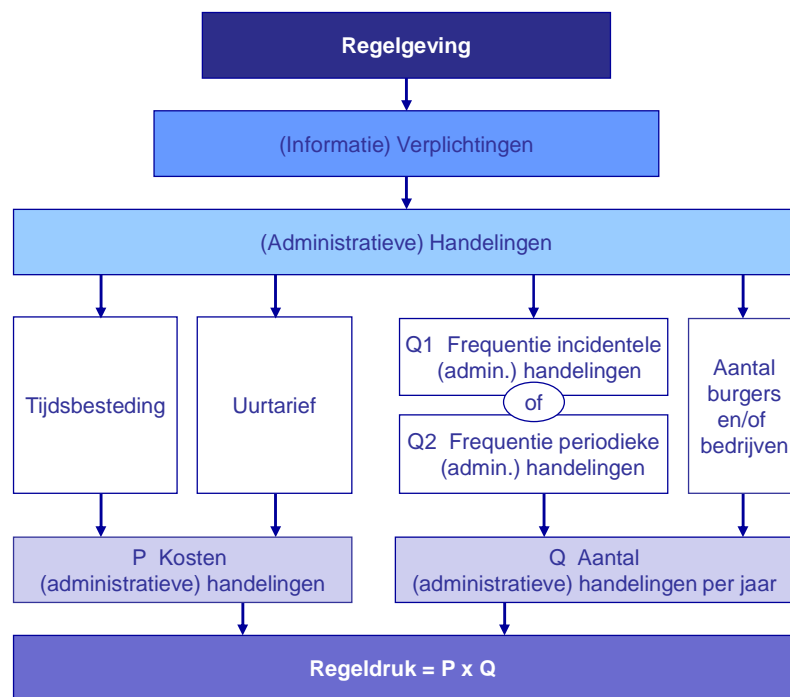 Regelgeving
(Informatie) Verplichtingen
(Administratieve) Handelingen
Tijdsbesteding
Uurtarief
Q1 Frequentie incidentele
(admin.) handelingen
of
Q2 Frequentie periodieke
(admin.) handelingen
Aantal
burgers
en/of
bedrijven
P Kosten
(administratieve) handelingen
Q Aantal
(administratieve) handelingen per jaar
Regeldruk = P x Q